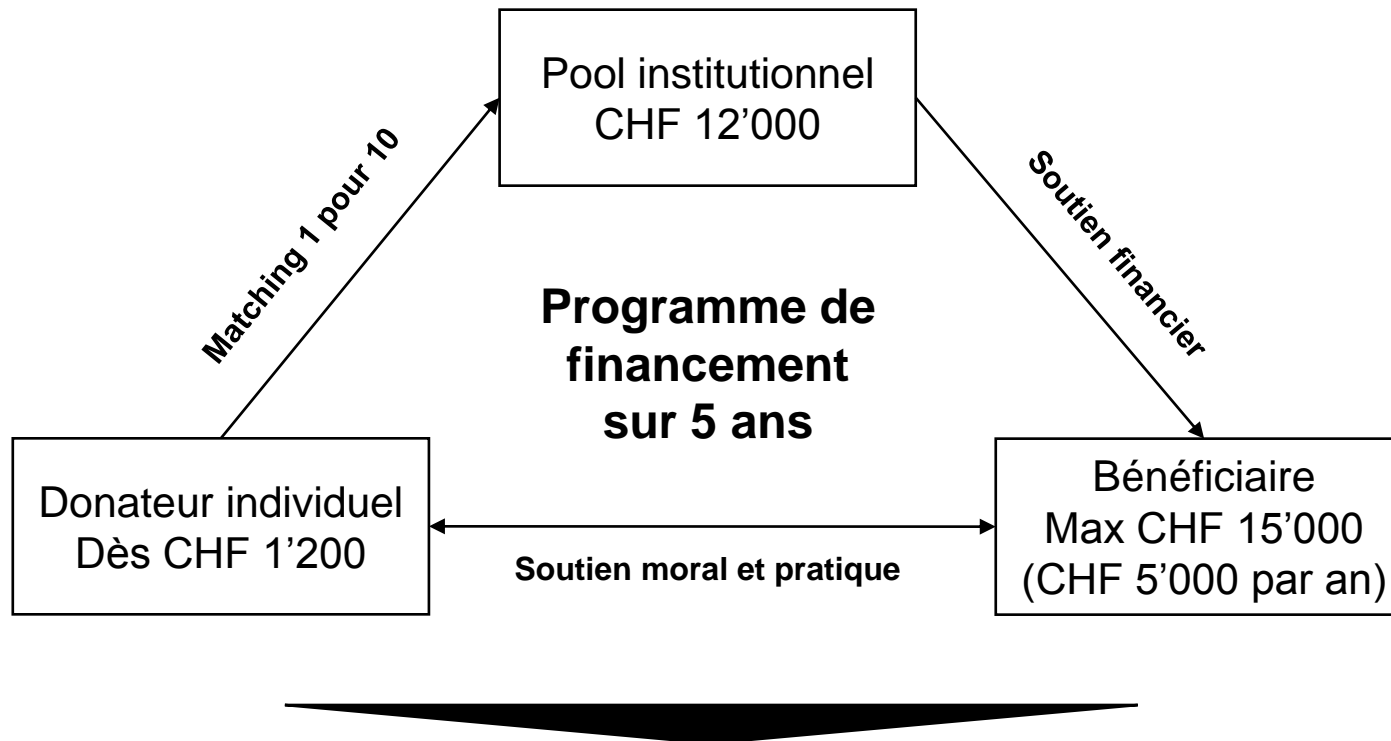 Pool institutionnel
CHF 12’000
Matching 1 pour 10
Soutien financier
Programme de
financement
sur 5 ans
Donateur individuel
Dès CHF 1’200
Soutien moral et pratique
Bénéficiaire
Max CHF 15’000
(CHF 5’000 par an)